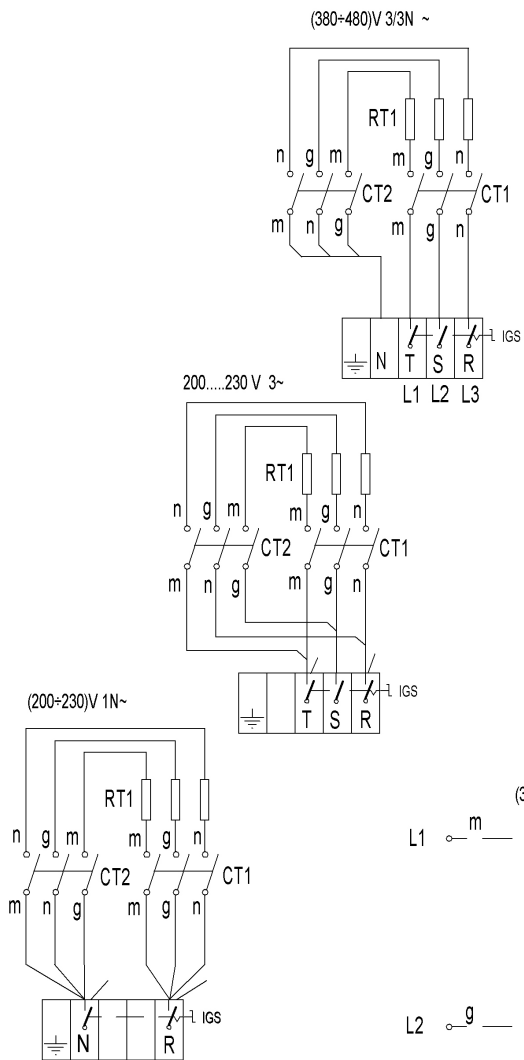 (380÷480)V 3/3N ~
RT1
n g m m g n
CT2 CT1
m n g m g n
N T S R IGS
L1 L2 L3
200.....230 V 3~
RT1
n g m m g n
CT2 CT1
m n g m g n
T S R IGS
(200÷230)V 1N~
RT1
n g m m g n
CT2 CT1
m n g m g n
N R IGS
(3
L1 m
L2 g